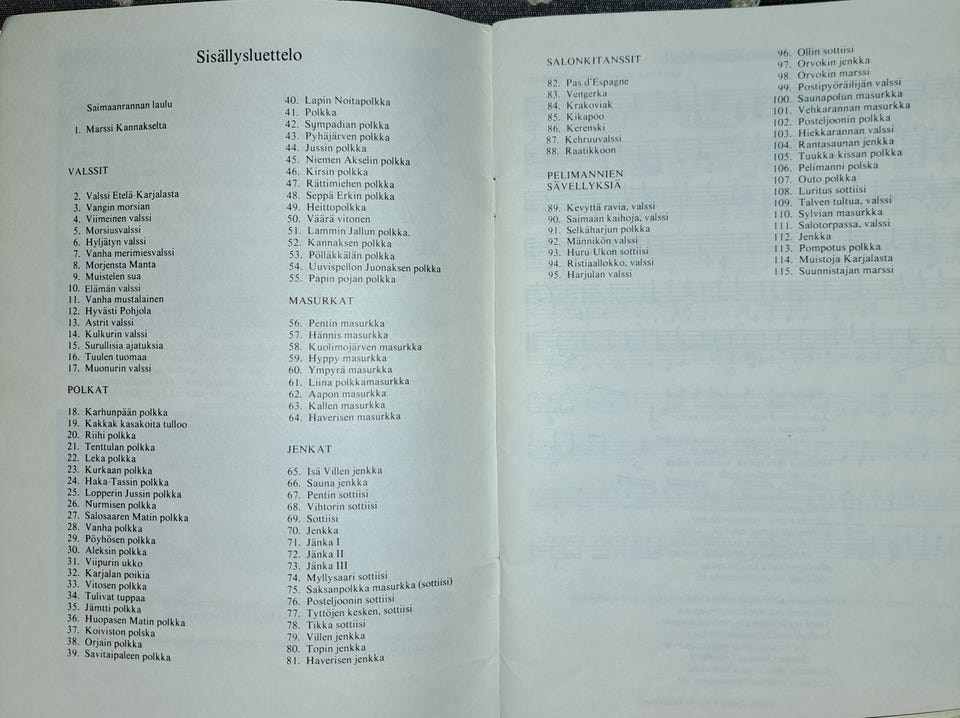 Sisällysluettelo
Saimaanrannan laulu
1. Marssi Kannakselta
VALSSIT
2. Valssi Etelä-Karjalasta
3. Vangin morsian
4. Viimeinen valssi
5. Morsiusvalssi
6. Hyljätyn valssi
7. Vanha merimiesvalssi
8. Morjensta Manta
9. Muistelen sua
10. Elämän valssi
11. Vanha mustalainen
12. Hyvästi Pohjola
13. Astrit valssi
14. Kulkurin valssi
15. Surullisia ajatuksia
16. Tuulen tuomaa
17. Muonurin valssi
POLKAT
18. Karhunpään polkka
19. Kakkak kasakoita tulloo
20. Riihi polkka
21. Tenttulan polkka
22. Leka polkka
23. Kurkaan polkka
24. Haka-Tassin polkka
25. Lopperin Jussin polkka
26. Nurmisen polkka
27. Salosaaren Matin polkka
28. Vanha polkka
29. Pöyhösen polkka
30. Aleksin polkka
31. Viipurin ukko
32. Karjalan poikia
33. Vitosen polkka
34. Tulivat tuppaa
35. Jämtti polkka
36. Huopasen Matin polkka
37. Koiviston polska
38. Orjain polkka
39. Savitaipaleen polkka
40. Lapin Noitapolkka
41. Polkka
42. Sympadian polkka
43. Pyhäjärven polkka
44. Jussin polkka
45. Niemen Akselin polkka
46. Kirsin polkka
47. Rättimiehen polkka
48. Seppä Erkin polkka
49. Heittopolkka
50. Väärä vitonen
51. Lammin Jallun polkka.
52. Kannaksen polkka
53. Pölläkkälän polkka
54. Uuvispellon Juonaksen polkka
55. Papin pojan polkka
MASURKAT
56. Pentin masurkka
57. Hännis masurkka
58. Kuolimojärven masurkka
59. Hyppy masurkka
60. Ympyrä masurkka
61. Liina polkkamasurkka
62. Aapon masurkka
63. Kallen masurkka
64. Haverisen masurkka
JENKAT
65. Isä Villen jenkka
66. Sauna jenkka
67. Pentin sottiisi
68. Vihtorin sottiisi
69. Sottiisi
70. Jenkka
71. Jänka I
72. Jänka II
73. Jänka III
74. Myllysaari sottiisi
75. Saksanpolkka masurkka (sottiisi)
76. Posteljoonin sottiisi
77. Tyttöjen kesken, sottiisi
78. Tikka sottiisi
79. Villen jenkka
80. Topin jenkka
81. Haverisen jenkka
SALONKITANSSIT
82. Pas d'Espagne
83. Vengerka
84. Krakoviak
85. Kikapoo
86. Kerenski
87. Kehruuvalssi
88. Raatikkoon
PELIMANNIEN
SÄVELLYKSIÄ
89. Kevyttä ravia, valssi
90. Saimaan kaihoja, valssi
91. Selkäharjun polkka
92. Männikön valssi
93. Huru-Ukon sottiisi
94. Ristiaallokko, valssi
95. Harjulan valssi
96. Ollin sottiisi
97. Orvokin jenkka
98. Orvokin marssi
99. Postipyöräilijän valssi
100. Saunapolun masurkka
101. Vehkarannan masurkka
102. Posteljoonin polkka
103. Hiekkarannan valssi
104. Rantasaunan jenkka
105. Tuukka-kissan polkka
106. Pelimanni polska
107. Outo polkka
108. Luritus sottiisi
109. Talven tultua, valssi
110. Sylvian masurkka
111. Salotorpassa, valssi
112. Jenkka
113. Pompotus polkka
114. Muistoja Karjalasta
115. Suunnistajan marssi